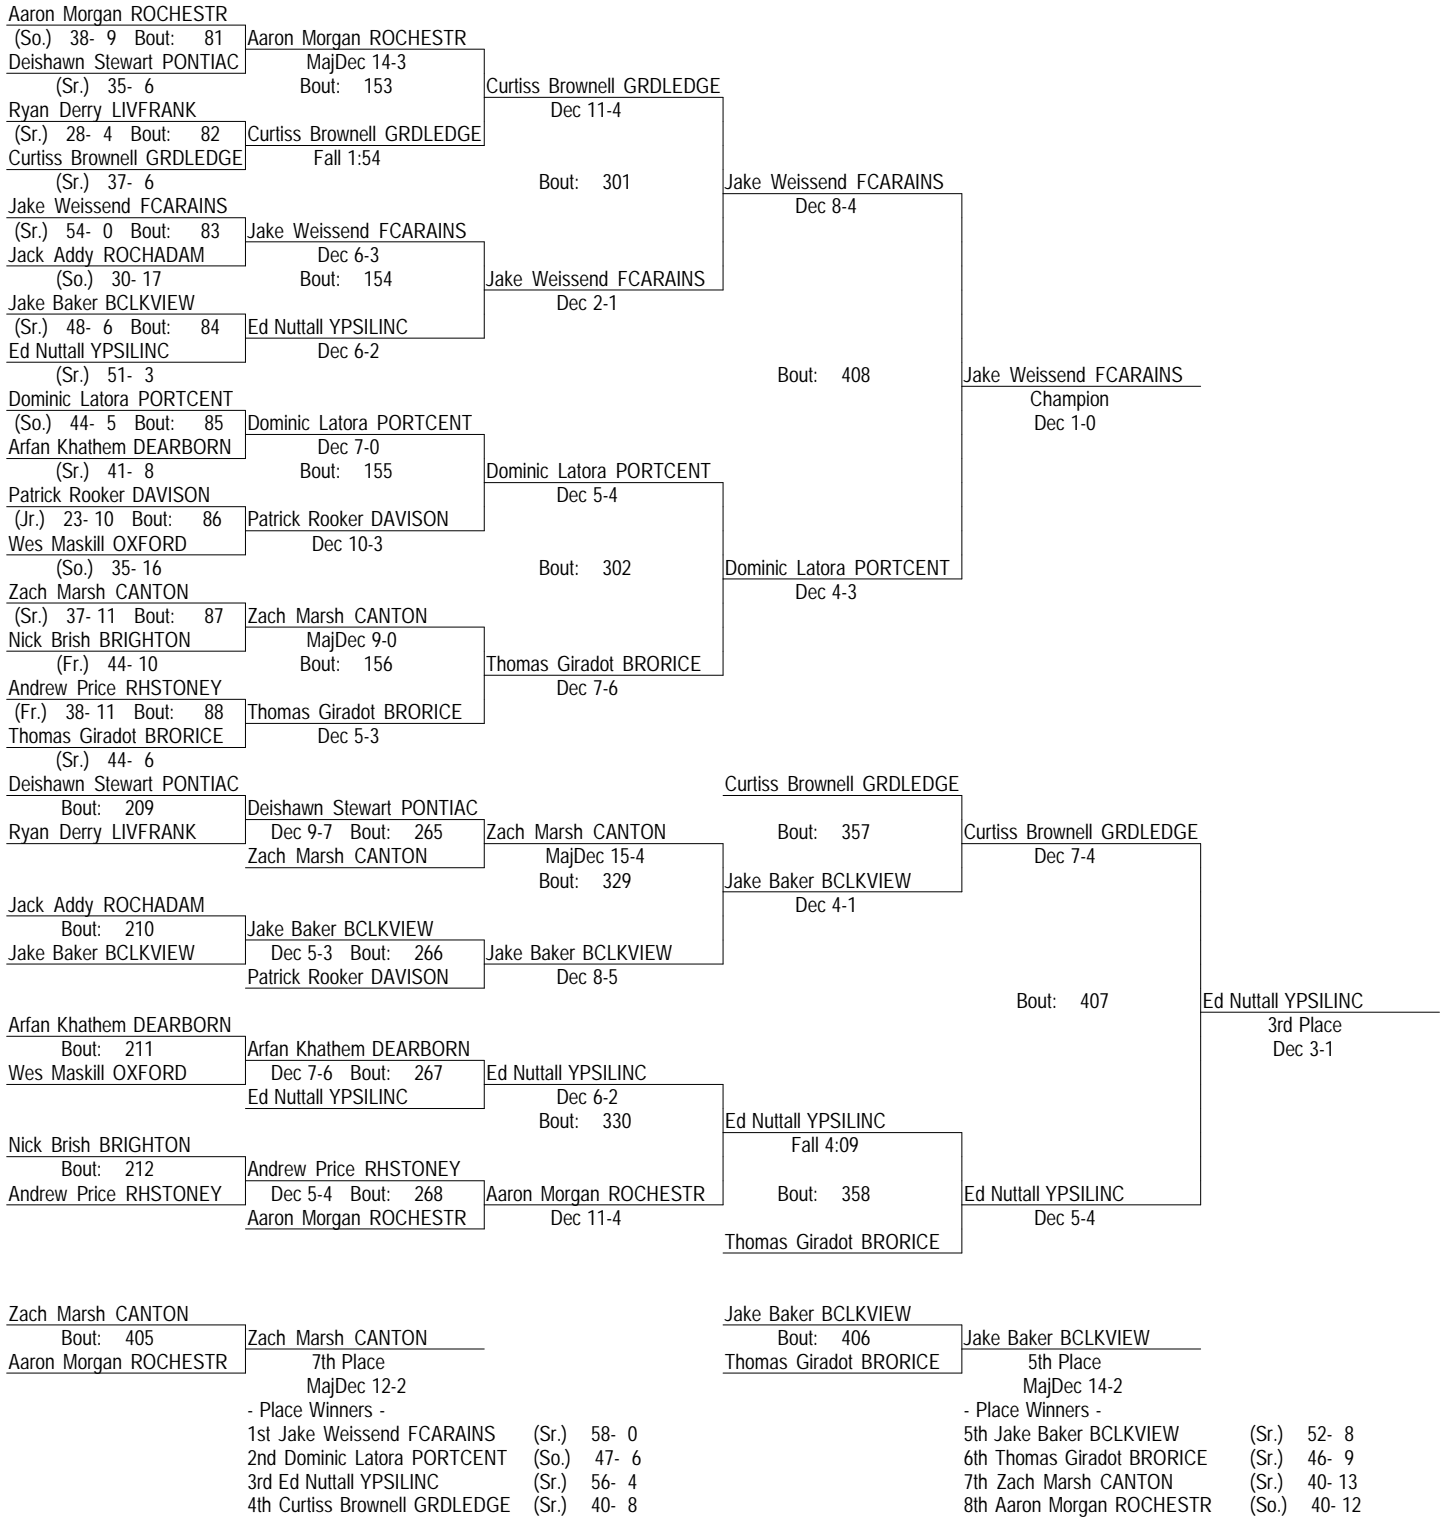 Aaron Morgan ROCHESTR
(So.) 38- 9 Bout: 81 Aaron Morgan ROCHESTR
Deishawn Stewart PONTIAC MajDec 14-3
(Sr.) 35- 6 Bout: 153 Curtiss Brownell GRDLEDGE
Ryan Derry LIVFRANK Dec 11-4
(Sr.) 28- 4 Bout: 82 Curtiss Brownell GRDLEDGE
Curtiss Brownell GRDLEDGE Fall 1:54
(Sr.) 37- 6 Bout: 301 Jake Weissend FCARAINS
Jake Weissend FCARAINS Dec 8-4
(Sr.) 54- 0 Bout: 83 Jake Weissend FCARAINS
Jack Addy ROCHADAM Dec 6-3
(So.) 30- 17 Bout: 154 Jake Weissend FCARAINS
Jake Baker BCLKVIEW Dec 2-1
(Sr.) 48- 6 Bout: 84 Ed Nuttall YPSILINC
Ed Nuttall YPSILINC Dec 6-2
(Sr.) 51- 3 Bout: 408 Jake Weissend FCARAINS
Dominic Latora PORTCENT Champion
(So.) 44- 5 Bout: 85 Dominic Latora PORTCENT Dec 1-0
Arfan Khathem DEARBORN Dec 7-0
(Sr.) 41- 8 Bout: 155 Dominic Latora PORTCENT
Patrick Rooker DAVISON Dec 5-4
(Jr.) 23- 10 Bout: 86 Patrick Rooker DAVISON
Wes Maskill OXFORD Dec 10-3
(So.) 35- 16 Bout: 302 Dominic Latora PORTCENT
Zach Marsh CANTON Dec 4-3
(Sr.) 37- 11 Bout: 87 Zach Marsh CANTON
Nick Brish BRIGHTON MajDec 9-0
(Fr.) 44- 10 Bout: 156 Thomas Giradot BRORICE
Andrew Price RHSTONEY Dec 7-6
(Fr.) 38- 11 Bout: 88 Thomas Giradot BRORICE
Thomas Giradot BRORICE Dec 5-3
(Sr.) 44- 6
Deishawn Stewart PONTIAC Curtiss Brownell GRDLEDGE
Bout: 209 Deishawn Stewart PONTIAC
Ryan Derry LIVFRANK Dec 9-7 Bout: 265 Zach Marsh CANTON Bout: 357 Curtiss Brownell GRDLEDGE
Zach Marsh CANTON MajDec 15-4 Dec 7-4
Bout: 329 Jake Baker BCLKVIEW
Jack Addy ROCHADAM Dec 4-1
Bout: 210 Jake Baker BCLKVIEW
Jake Baker BCLKVIEW Dec 5-3 Bout: 266 Jake Baker BCLKVIEW
Patrick Rooker DAVISON Dec 8-5
Bout: 407 Ed Nuttall YPSILINC
Arfan Khathem DEARBORN 3rd Place
Bout: 211 Arfan Khathem DEARBORN Dec 3-1
Wes Maskill OXFORD Dec 7-6 Bout: 267 Ed Nuttall YPSILINC
Ed Nuttall YPSILINC Dec 6-2
Bout: 330 Ed Nuttall YPSILINC
Nick Brish BRIGHTON Fall 4:09
Bout: 212 Andrew Price RHSTONEY
Andrew Price RHSTONEY Dec 5-4 Bout: 268 Aaron Morgan ROCHESTR Bout: 358 Ed Nuttall YPSILINC
Aaron Morgan ROCHESTR Dec 11-4 Dec 5-4
Thomas Giradot BRORICE
Zach Marsh CANTON Jake Baker BCLKVIEW
Bout: 405 Zach Marsh CANTON Bout: 406 Jake Baker BCLKVIEW
Aaron Morgan ROCHESTR 7th Place Thomas Giradot BRORICE 5th Place
MajDec 12-2 MajDec 14-2
- Place Winners - - Place Winners -
1st Jake Weissend FCARAINS (Sr.) 58- 0 5th Jake Baker BCLKVIEW (Sr.) 52- 8
2nd Dominic Latora PORTCENT (So.) 47- 6 6th Thomas Giradot BRORICE (Sr.) 46- 9
3rd Ed Nuttall YPSILINC (Sr.) 56- 4 7th Zach Marsh CANTON (Sr.) 40- 13
4th Curtiss Brownell GRDLEDGE (Sr.) 40- 8 8th Aaron Morgan ROCHESTR (So.) 40- 12